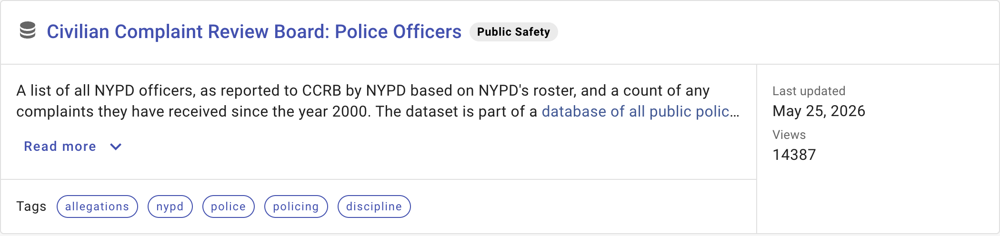 Civilian Complaint Review Board: Police Officers Public Safety
A list of all NYPD officers, as reported to CCRB by NYPD based on NYPD's roster, and a count of any
complaints they have received since the year 2000. The dataset is part of a database of all public polic...
Read more
Last updated
May 25, 2026
Views
14387
Tags allegations nypd police policing discipline